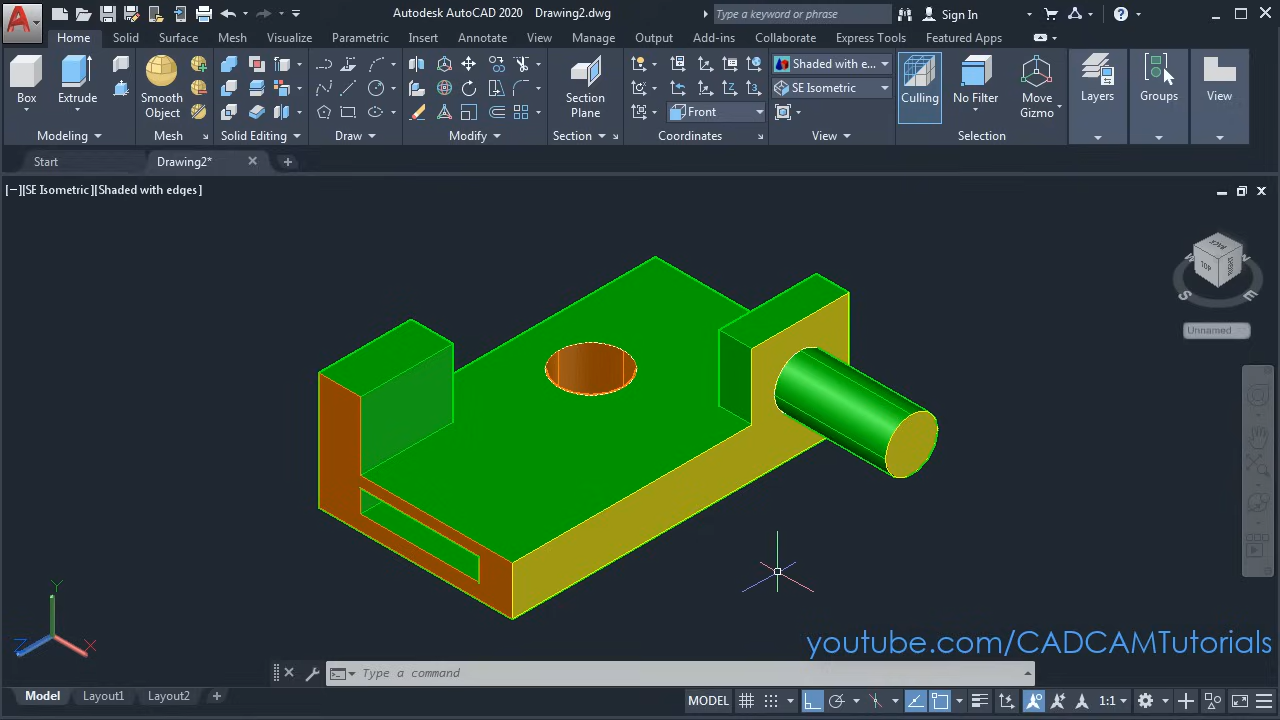 Autodesk AutoCAD 2020 Drawing2.dwg
Type a keyword or phrase
Sign In
Home Solid Surface Mesh Visualize Parametric Insert Annotate View Manage Output Add-ins Collaborate Express Tools Featured Apps
Box
Extrude
Smooth
Object
Section
Plane
Shaded with e...
SE Isometric
Front
Culling
No Filter
Move
Gizmo
Layers
Groups
View
Modeling
Mesh
Solid Editing
Draw
Modify
Section
Coordinates
View
Selection
Start
Drawing2*
[−][SE Isometric][Shaded with edges]
BACK
TOP
W
N
S
E
Unnamed
Y
Z
X
youtube.com/CADCAMTutorials
Type a command
Model Layout1 Layout2
MODEL
1:1